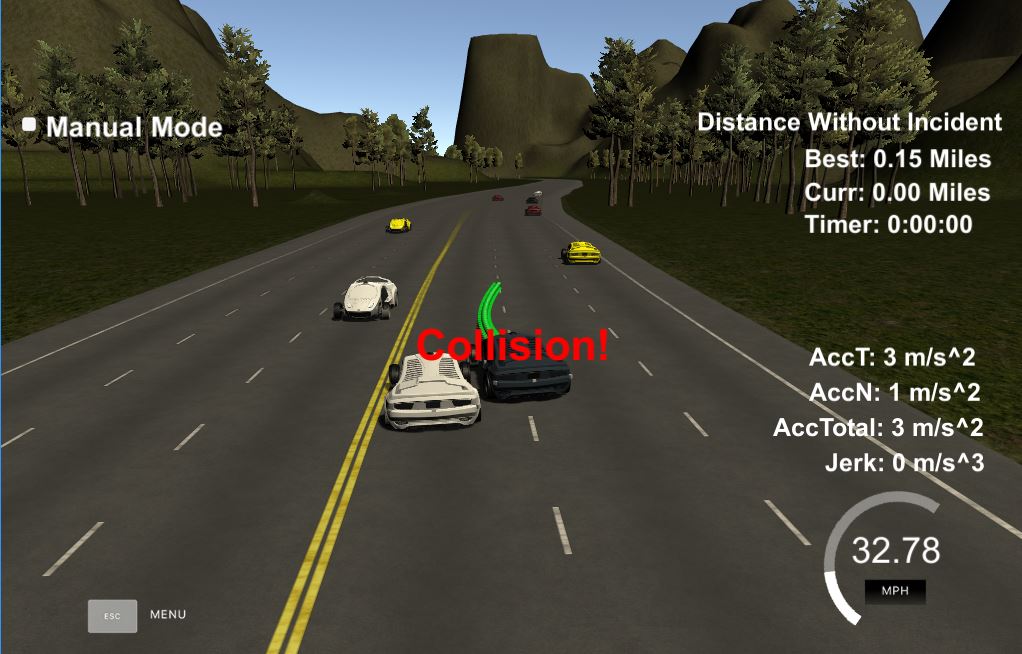 Manual Mode
Distance Without Incident
Best: 0.15 Miles
Curr: 0.00 Miles
Timer: 0:00:00
Collision!
AccT: 3 m/s^2
AccN: 1 m/s^2
AccTotal: 3 m/s^2
Jerk: 0 m/s^3
32.78
MPH
ESC
MENU